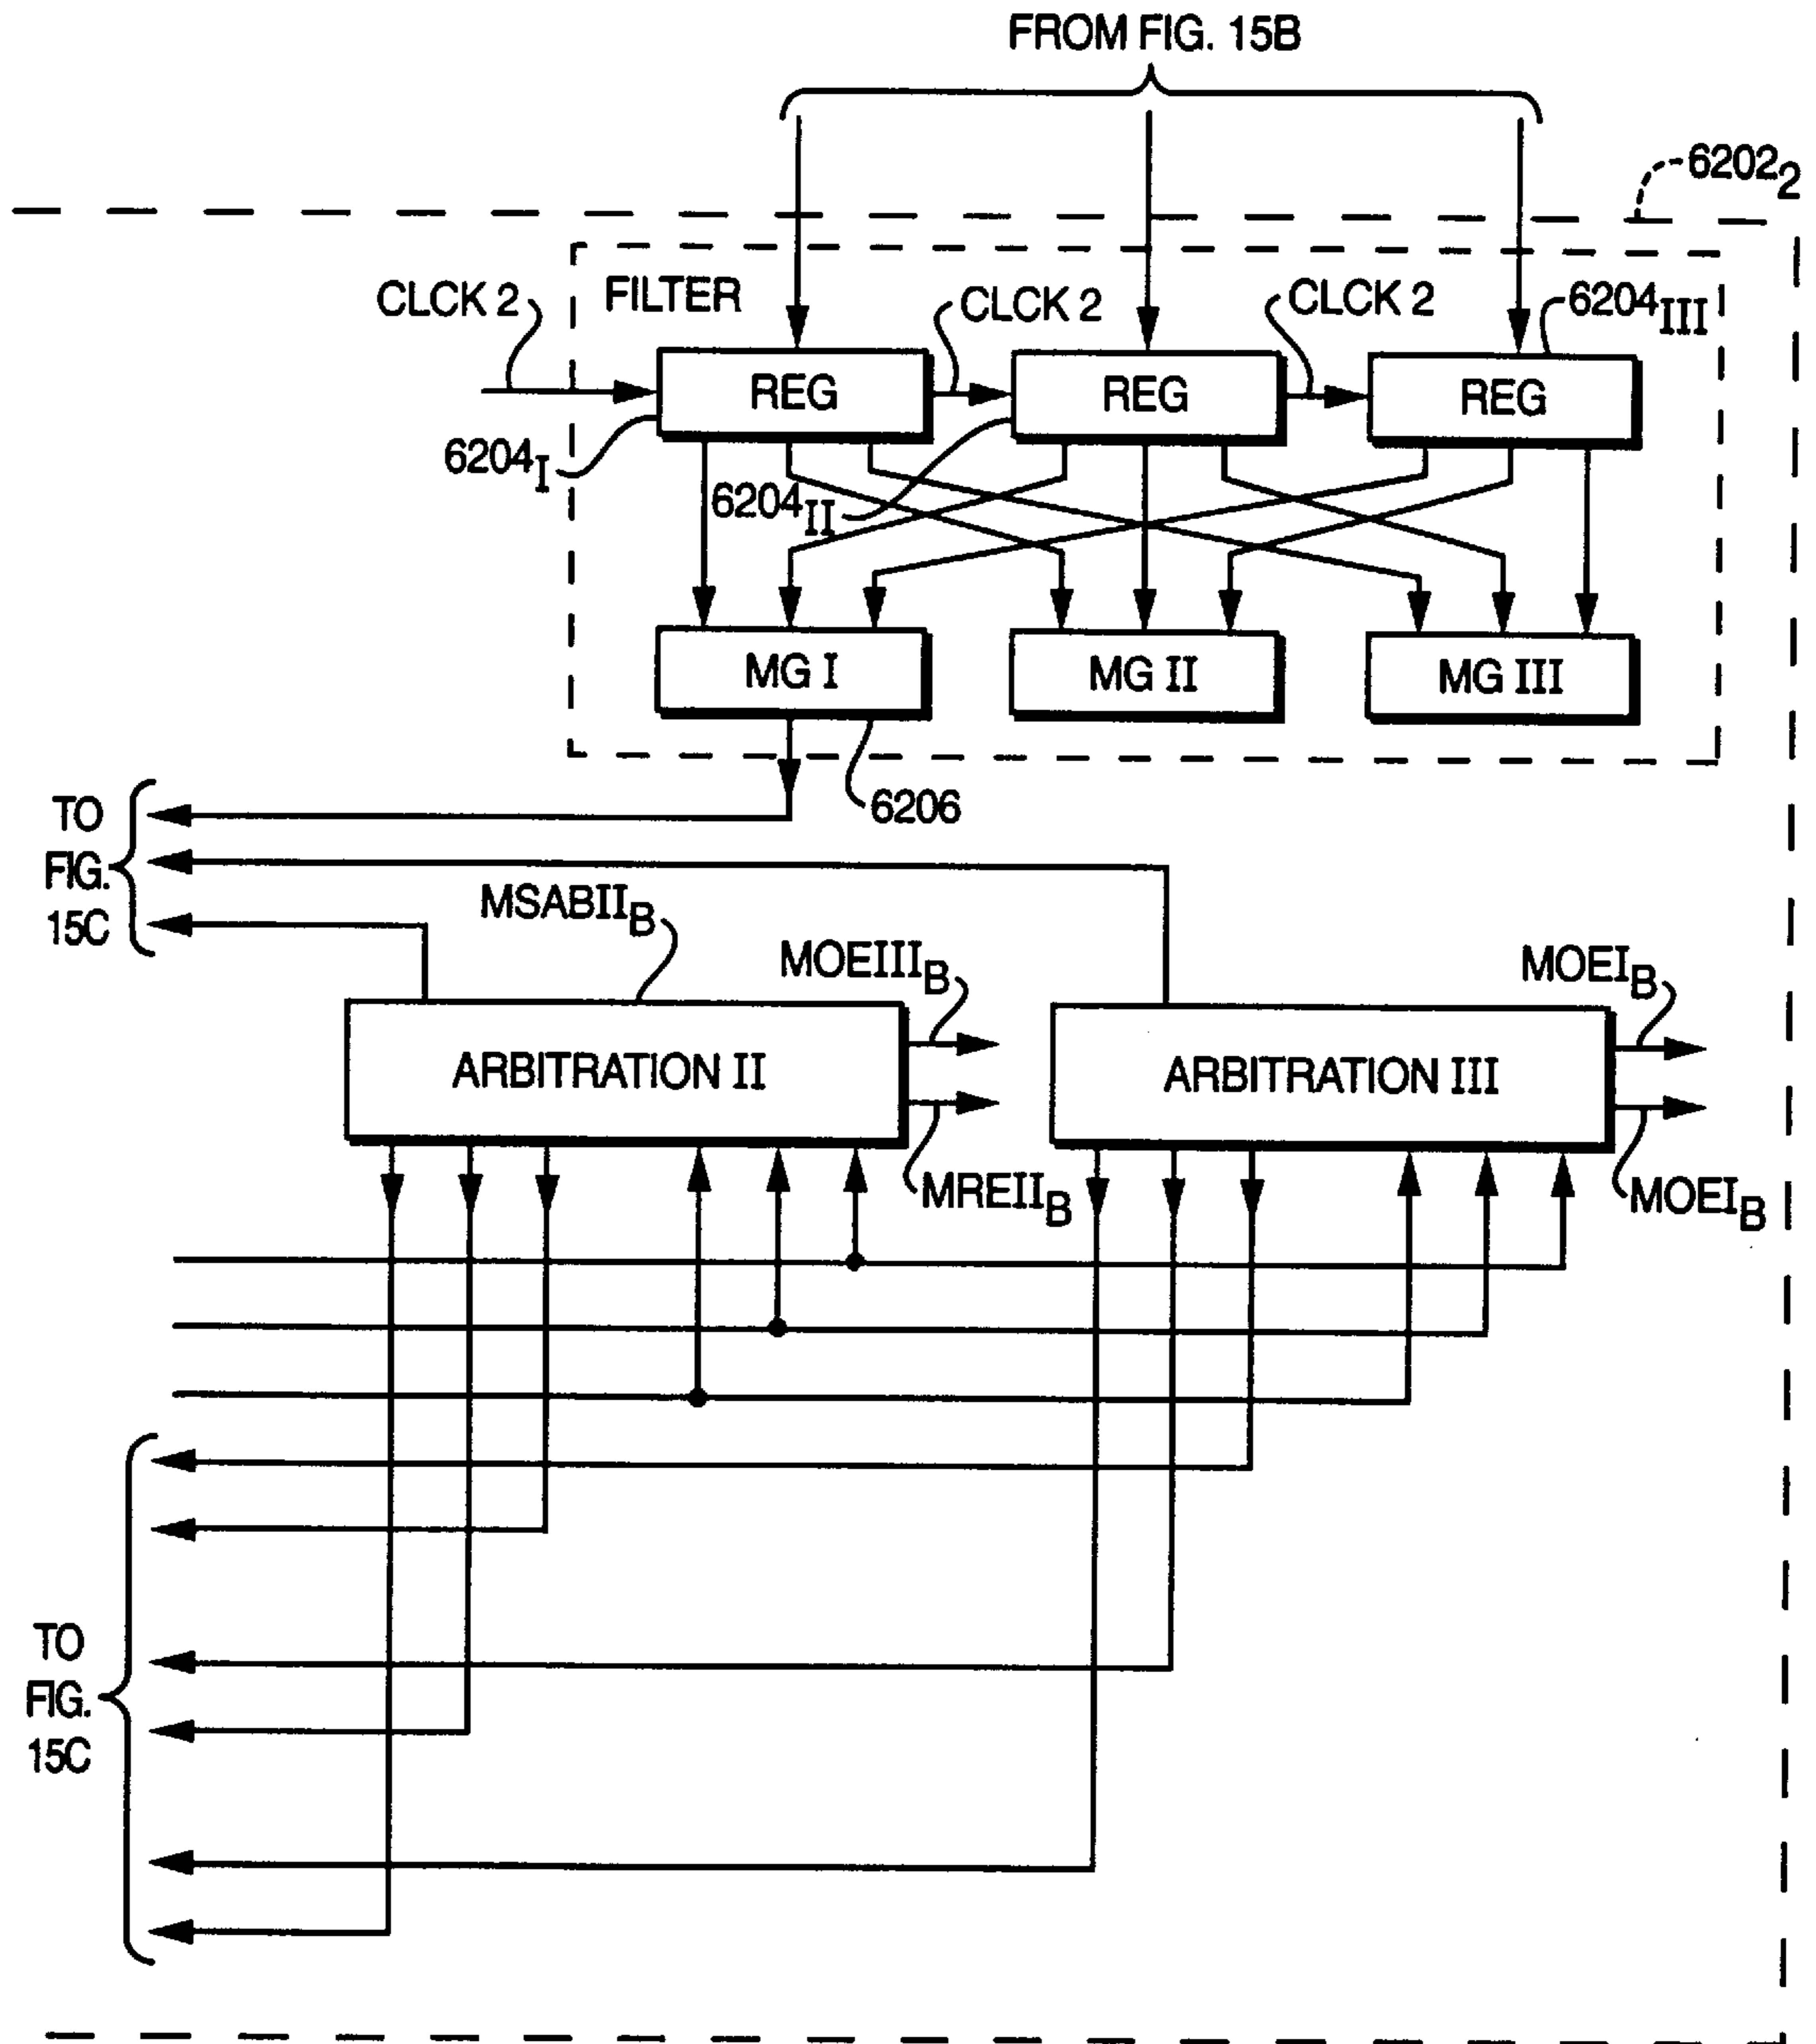 FROM FIG. 15B
6202₂
FILTER
CLCK 2
CLCK 2
CLCK 2
6204III
REG
REG
REG
6204I
6204II
MG I
MG II
MG III
6206
TO
FIG.
15C
MSABIIB
MOEIIIB
MOEIB
ARBITRATION II
ARBITRATION III
MREIIB
MOEIB
TO
FIG.
15C